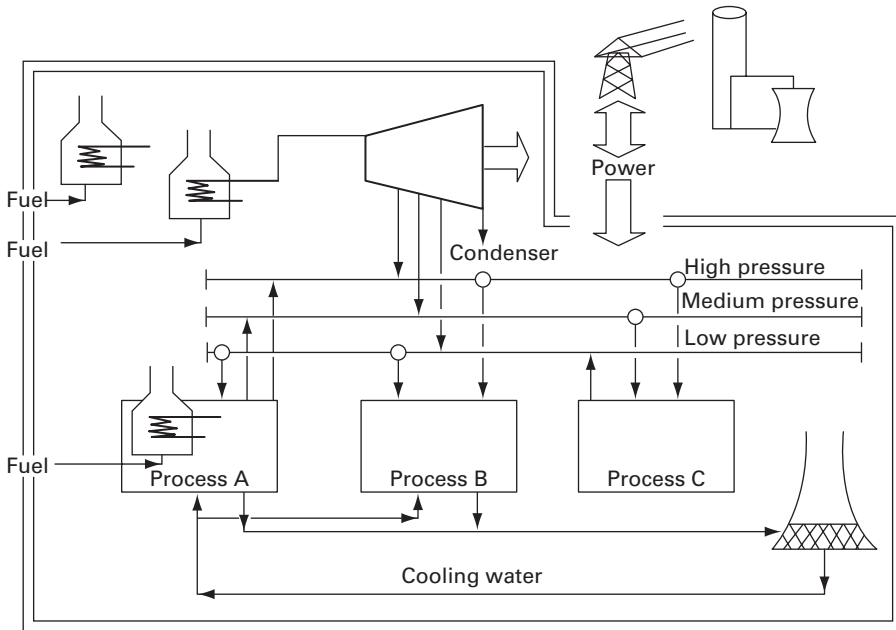 Power
Fuel
Fuel
Condenser
High pressure
Medium pressure
Low pressure
Fuel
Process A
Process B
Process C
Cooling water